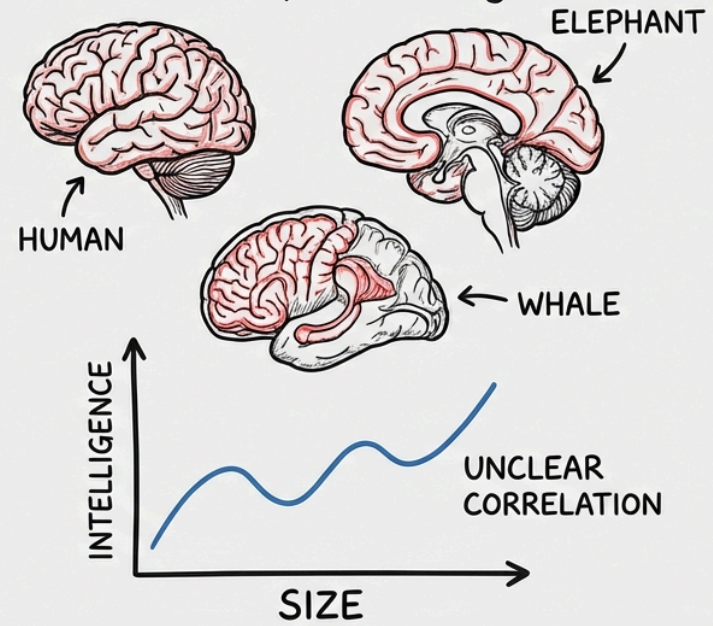 ELEPHANT
HUMAN
WHALE
INTELLIGENCE
UNCLEAR
CORRELATION
SIZE